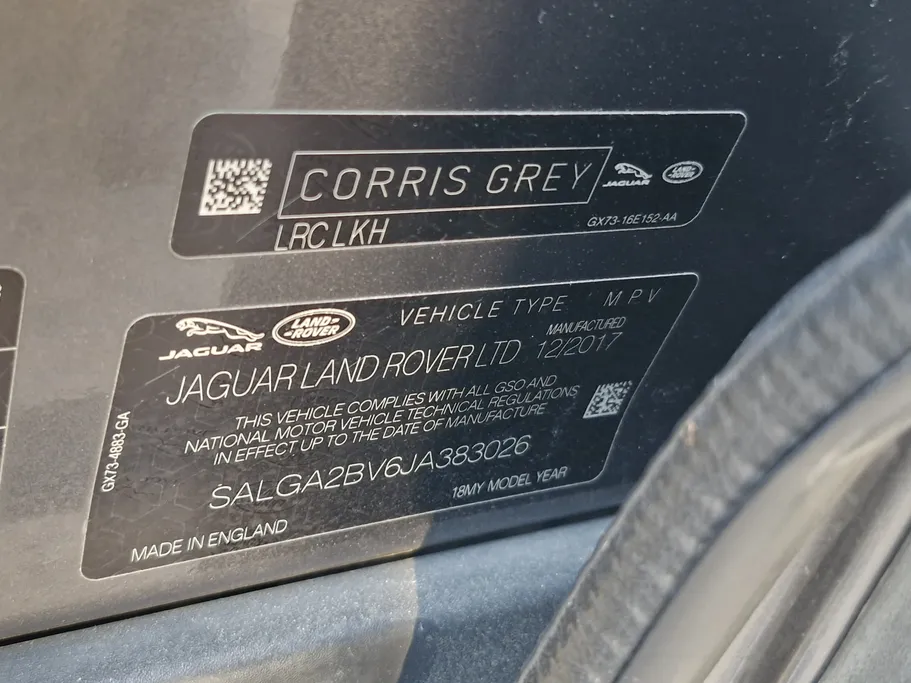 CORRIS GREY
JAGUAR
LAND-
ROVER
LRC LKH
GX73-16E152-AA
JAGUAR
LAND-
ROVER
VEHICLE TYPE MPV
MANUFACTURED
JAGUAR LAND ROVER LTD 12/2017
THIS VEHICLE COMPLIES WITH ALL GSO AND
NATIONAL MOTOR VEHICLE TECHNICAL REGULATIONS
IN EFFECT UP TO THE DATE OF MANUFACTURE
GX73-4883-GA
SALGA2BV6JA383026
18MY MODEL YEAR
MADE IN ENGLAND